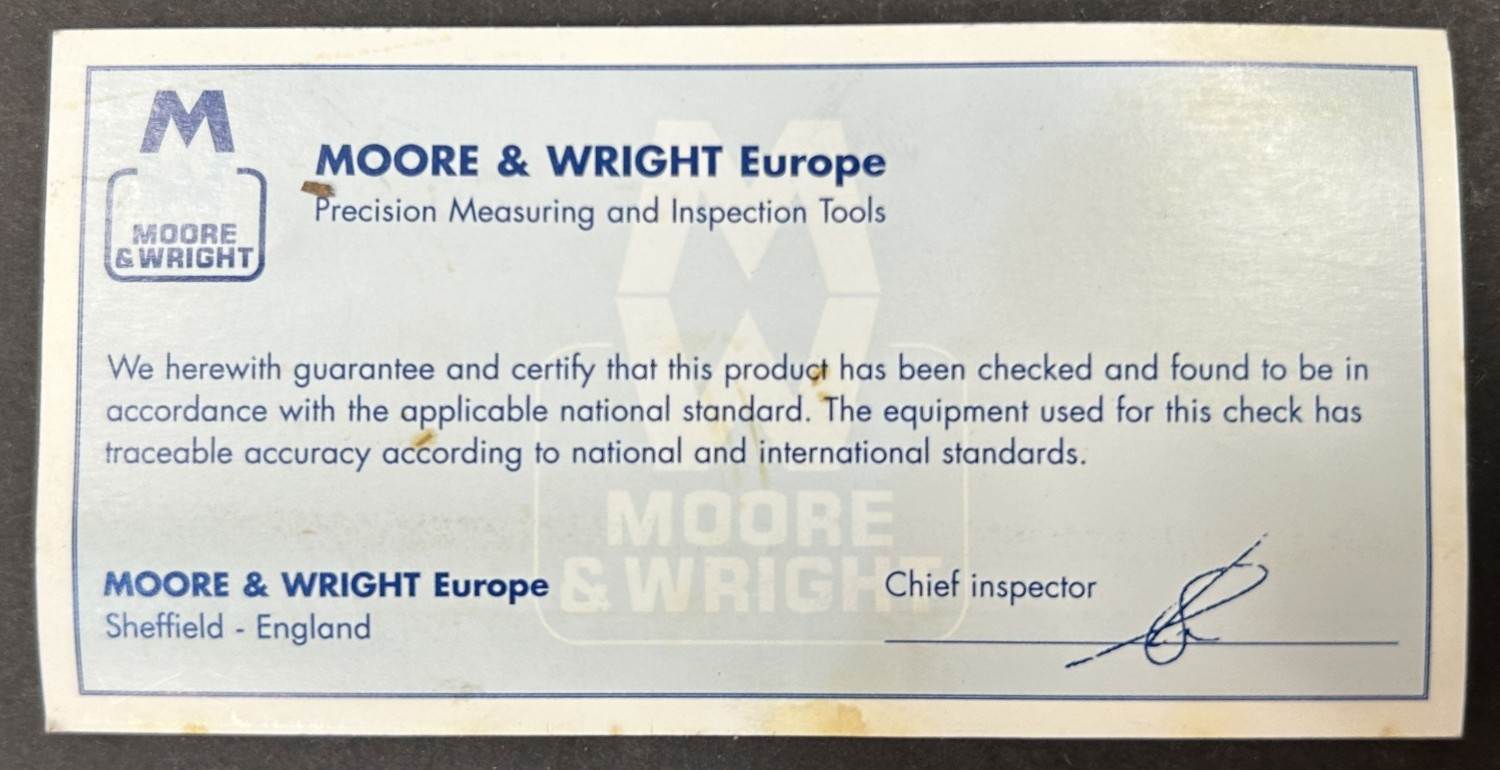 M
MOORE
& WRIGHT
MOORE & WRIGHT Europe
Precision Measuring and Inspection Tools
We herewith guarantee and certify that this product has been checked and found to be in
accordance with the applicable national standard. The equipment used for this check has
traceable accuracy according to national and international standards.
MOORE
& WRIGHT
MOORE & WRIGHT Europe
Sheffield - England
Chief inspector